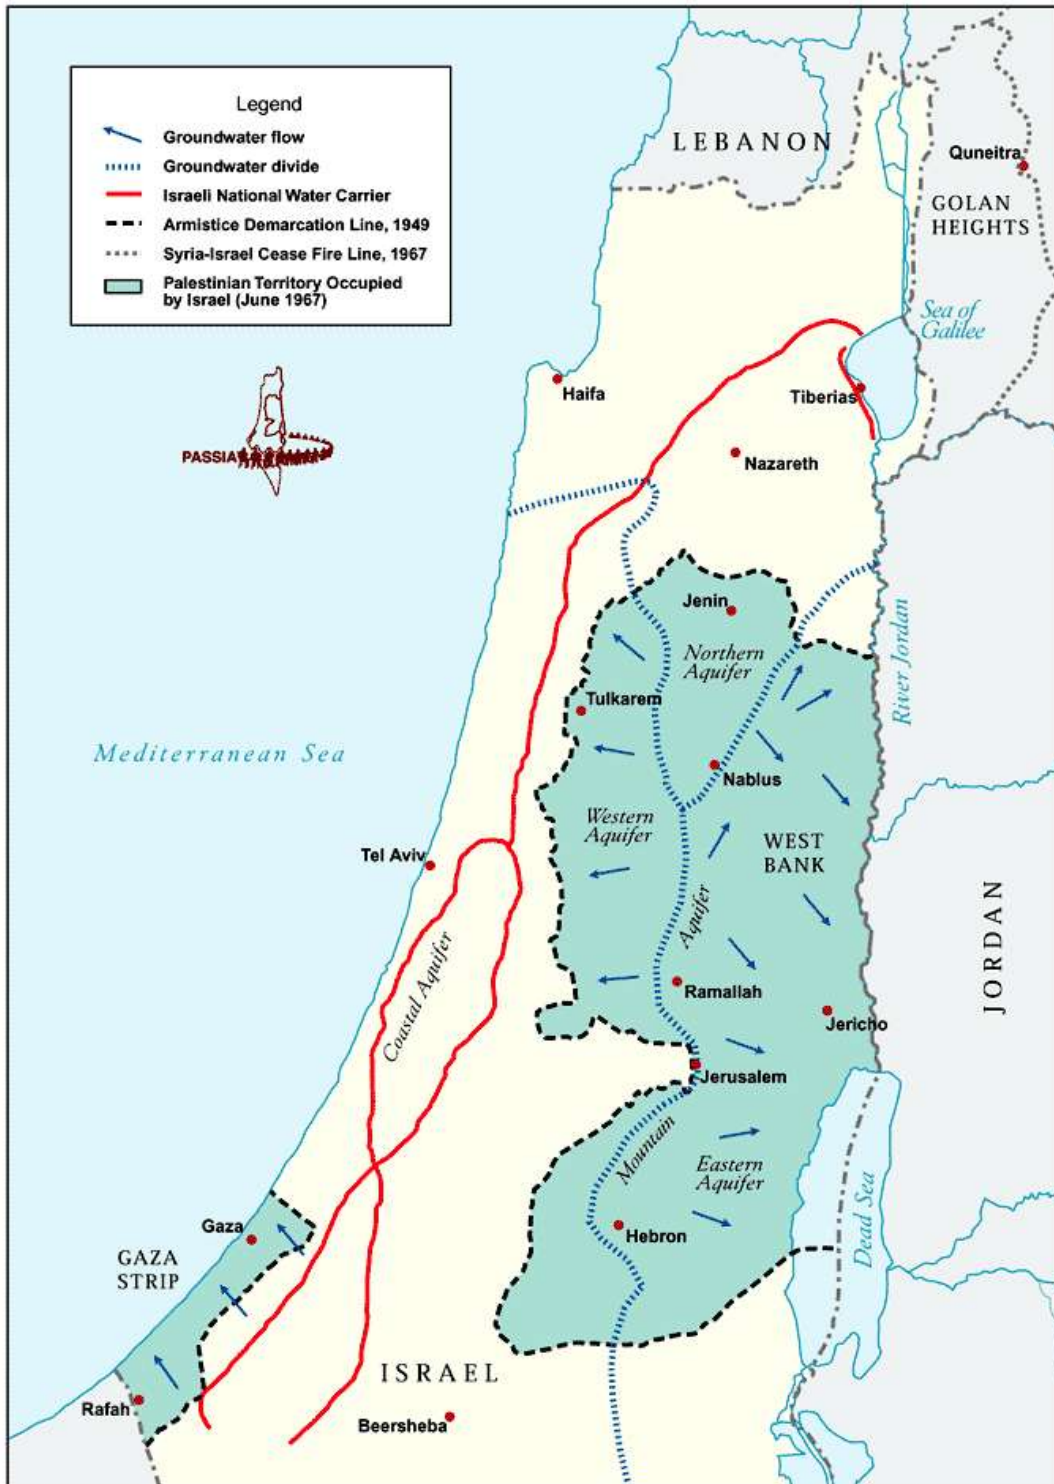 Legend
Groundwater flow
Groundwater divide
Israeli National Water Carrier
Armistice Demarcation Line, 1949
Syria-Israel Cease Fire Line, 1967
Palestinian Territory Occupied
by Israel (June 1967)
PASSIA
LEBANON
Quneitra
GOLAN
HEIGHTS
Sea of
Galilee
Haifa
Tiberias
Nazareth
Jenin
Northern
Aquifer
River Jordan
Tulkarem
Mediterranean Sea
Nablus
Western
Aquifer
WEST
BANK
Tel Aviv
Aquifer
JORDAN
Coastal Aquifer
Ramallah
Jericho
Jerusalem
Mountain
Eastern
Aquifer
Dead Sea
Gaza
Hebron
GAZA
STRIP
ISRAEL
Rafah
Beersheba